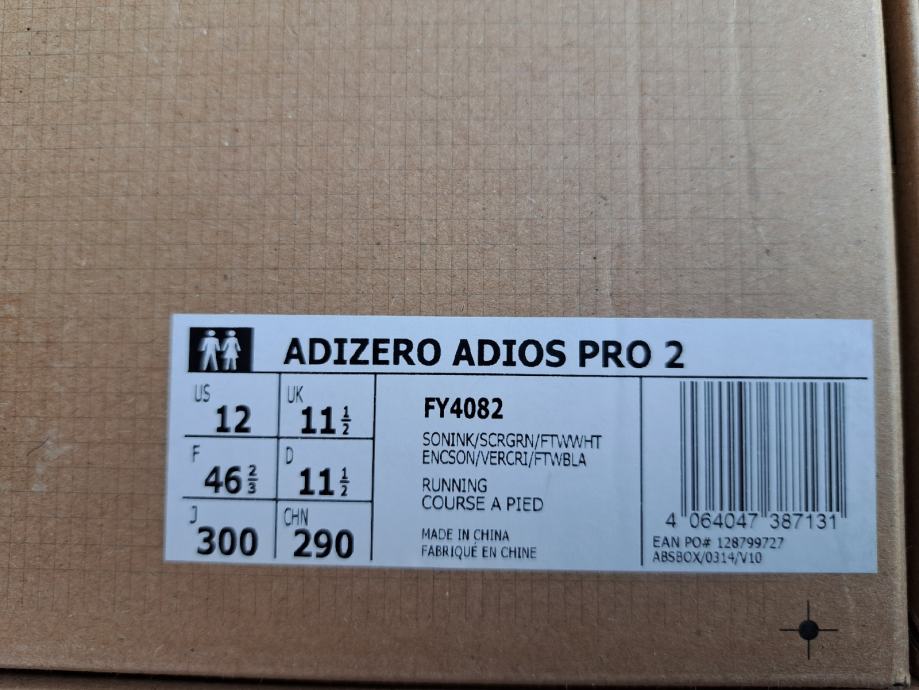 ADIZERO ADIOS PRO 2
US 12
UK 11 1/2
F 46 2/3
D 11 1/2
J 300
CHN 290
FY4082
SONINK/SCRGRN/FTWWHT
ENCSON/VERCRI/FTWBLA
RUNNING
COURSE A PIED
MADE IN CHINA
FABRIQUÉ EN CHINE
4 064047 387131
EAN PO# 128799727
ABSBOX/0314/V10